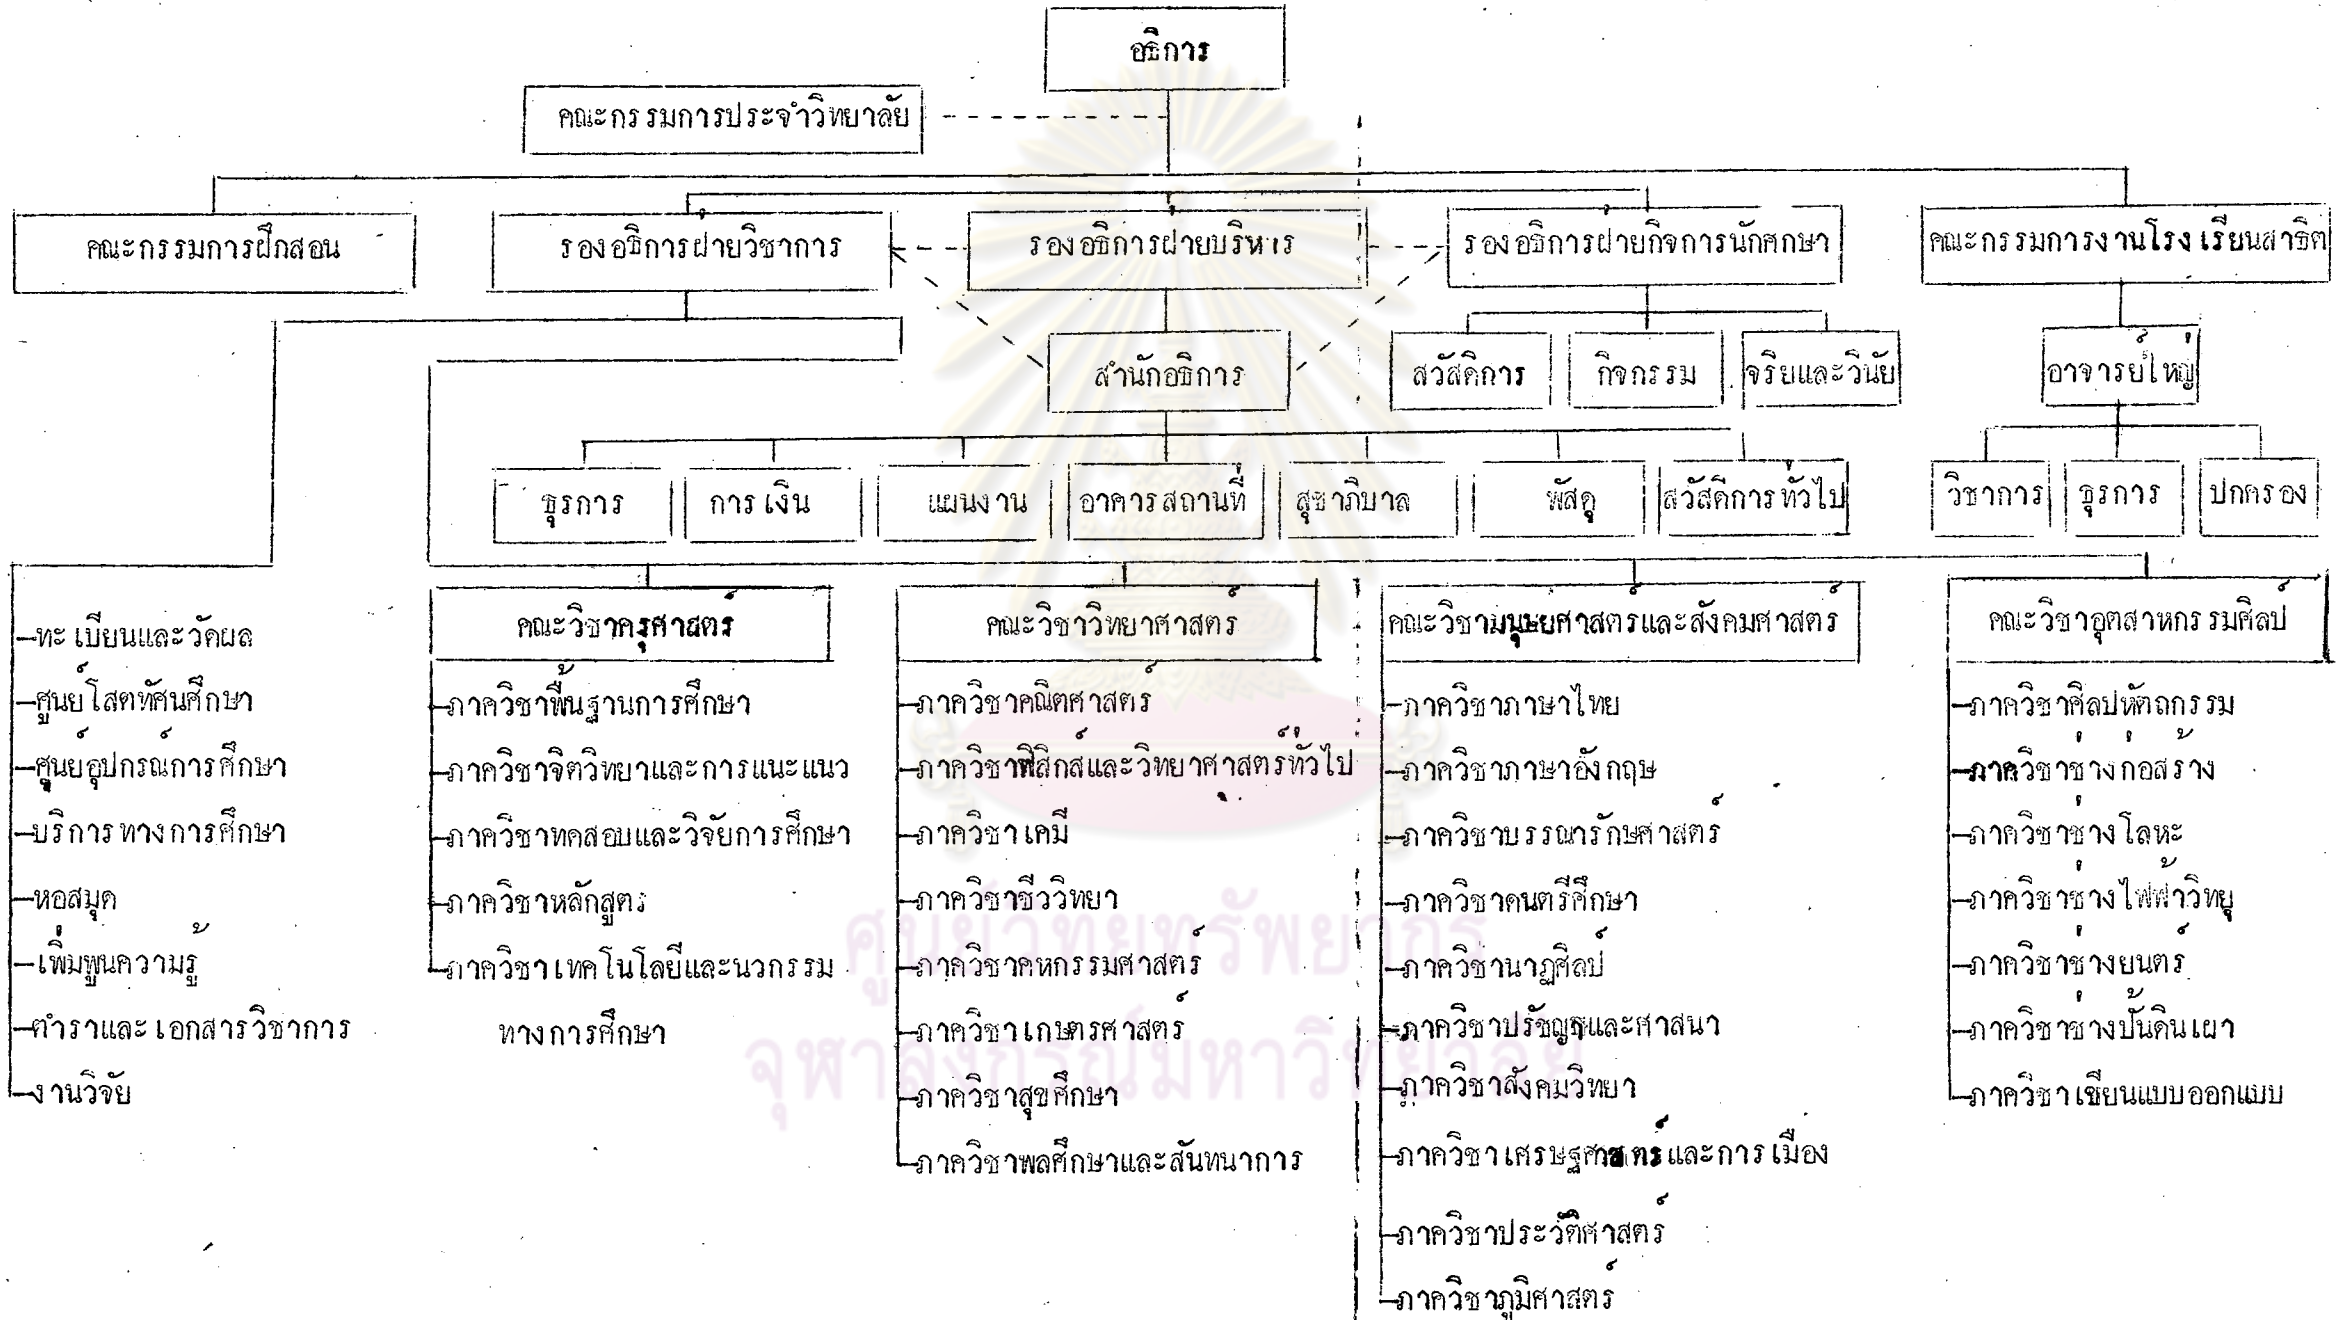 อธิการ
คณะกรรมการประจำวิทยาลัย
คณะกรรมการฝึกสอน
รองอธิการฝ่ายวิชาการ
รองอธิการฝ่ายบริหาร
รองอธิการฝ่ายกิจการนักศึกษา
คณะกรรมการงานโรงเรียนสาธิต
สำนักอธิการ
สวัสดิการ
กิจกรรม
จริยและวินัย
อาจารย์ใหญ่
ธุรการ
การเงิน
แผนงาน
อาคารสถานที่
สุขาภิบาล
พัสดุ
สวัสดิการทั่วไป
วิชาการ
ธุรการ
ปกครอง
ทะเบียนและวัดผล
ศูนย์โสตทัศนศึกษา
ศูนย์อุปกรณ์การศึกษา
บริการทางการศึกษา
หอสมุด
เพิ่มพูนความรู้
ตำราและเอกสารวิชาการ
งานวิจัย
คณะวิชาครุศาสตร์
ภาควิชาพื้นฐานการศึกษา
ภาควิชาจิตวิทยาและการแนะแนว
ภาควิชาทดสอบและวิจัยการศึกษา
ภาควิชาหลักสูตร
ภาควิชาเทคโนโลยีและนวกรรม
ทางการศึกษา
คณะวิชาวิทยาศาสตร์
ภาควิชาคณิตศาสตร์
ภาควิชาฟิสิกส์และวิทยาศาสตร์ทั่วไป
ภาควิชาเคมี
ภาควิชาชีววิทยา
ภาควิชาคหกรรมศาสตร์
ภาควิชาเกษตรศาสตร์
ภาควิชาสุขศึกษา
ภาควิชาพลศึกษาและสันทนาการ
คณะวิชามนุษยศาสตร์และสังคมศาสตร์
ภาควิชาภาษาไทย
ภาควิชาภาษาอังกฤษ
ภาควิชาบรรณารักษศาสตร์
ภาควิชาดนตรีศึกษา
ภาควิชานาฏศิลป์
ภาควิชาปรัชญาและศาสนา
ภาควิชาสังคมวิทยา
ภาควิชาเศรษฐศาสตร์และการเมือง
ภาควิชาประวัติศาสตร์
ภาควิชาภูมิศาสตร์
คณะวิชาอุตสาหกรรมศิลป์
ภาควิชาศิลปหัตถกรรม
ภาควิชาช่างก่อสร้าง
ภาควิชาช่างโลหะ
ภาควิชาช่างไฟฟ้าวิทยุ
ภาควิชาช่างยนตร์
ภาควิชาช่างปั้นดินเผา
ภาควิชาเขียนแบบออกแบบ
ศูนย์วิทยทรัพยากร
จุฬาลงกรณ์มหาวิทยาลัย